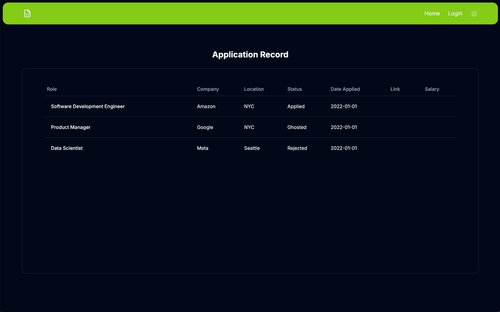 Home Login
Application Record
Role Company Location Status Date Applied Link Salary
Software Development Engineer Amazon NYC Applied 2022-01-01
Product Manager Google NYC Ghosted 2022-01-01
Data Scientist Meta Seattle Rejected 2022-01-01